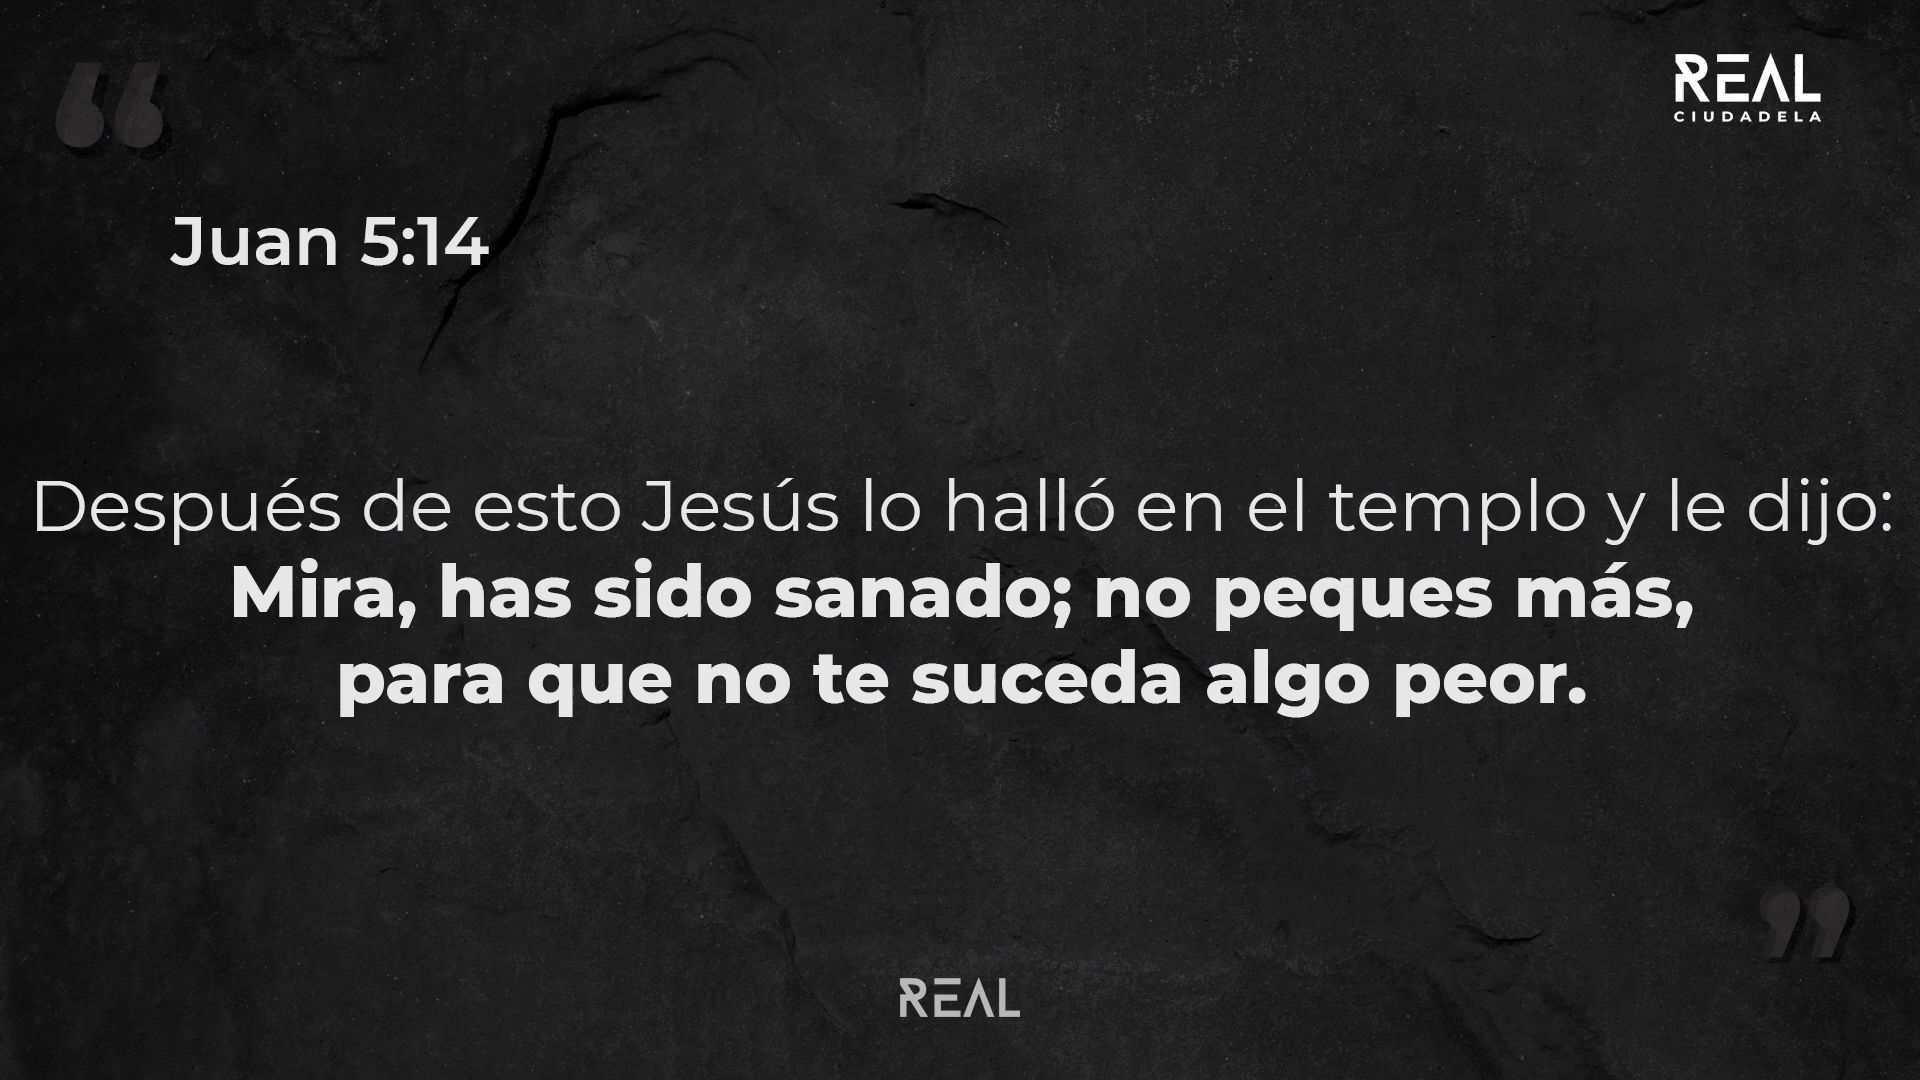 “
REAL
CIUDADELA
Juan 5:14
Después de esto Jesús lo halló en el templo y le dijo:
Mira, has sido sanado; no peques más,
para que no te suceda algo peor.
”
REAL